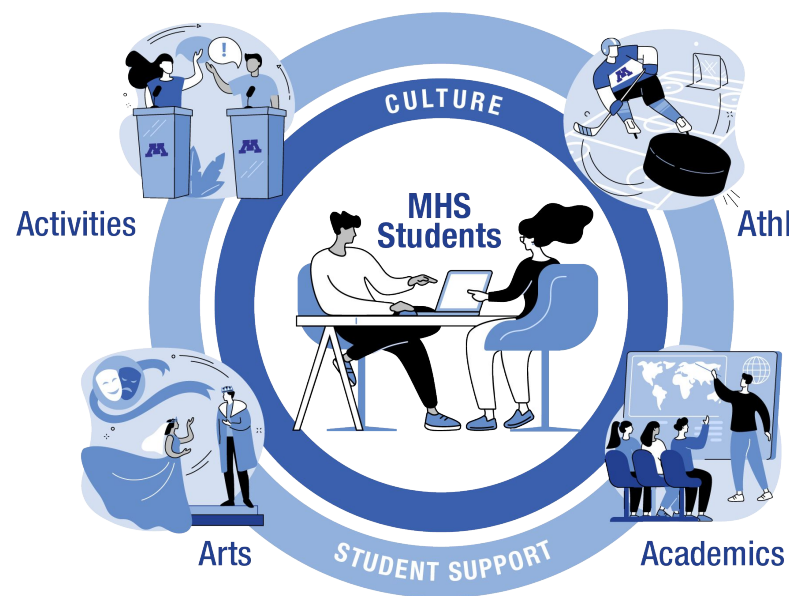 CULTURE
!
MHS
Students
Activities
Athl
Arts
Academics
STUDENT SUPPORT
M
M
M